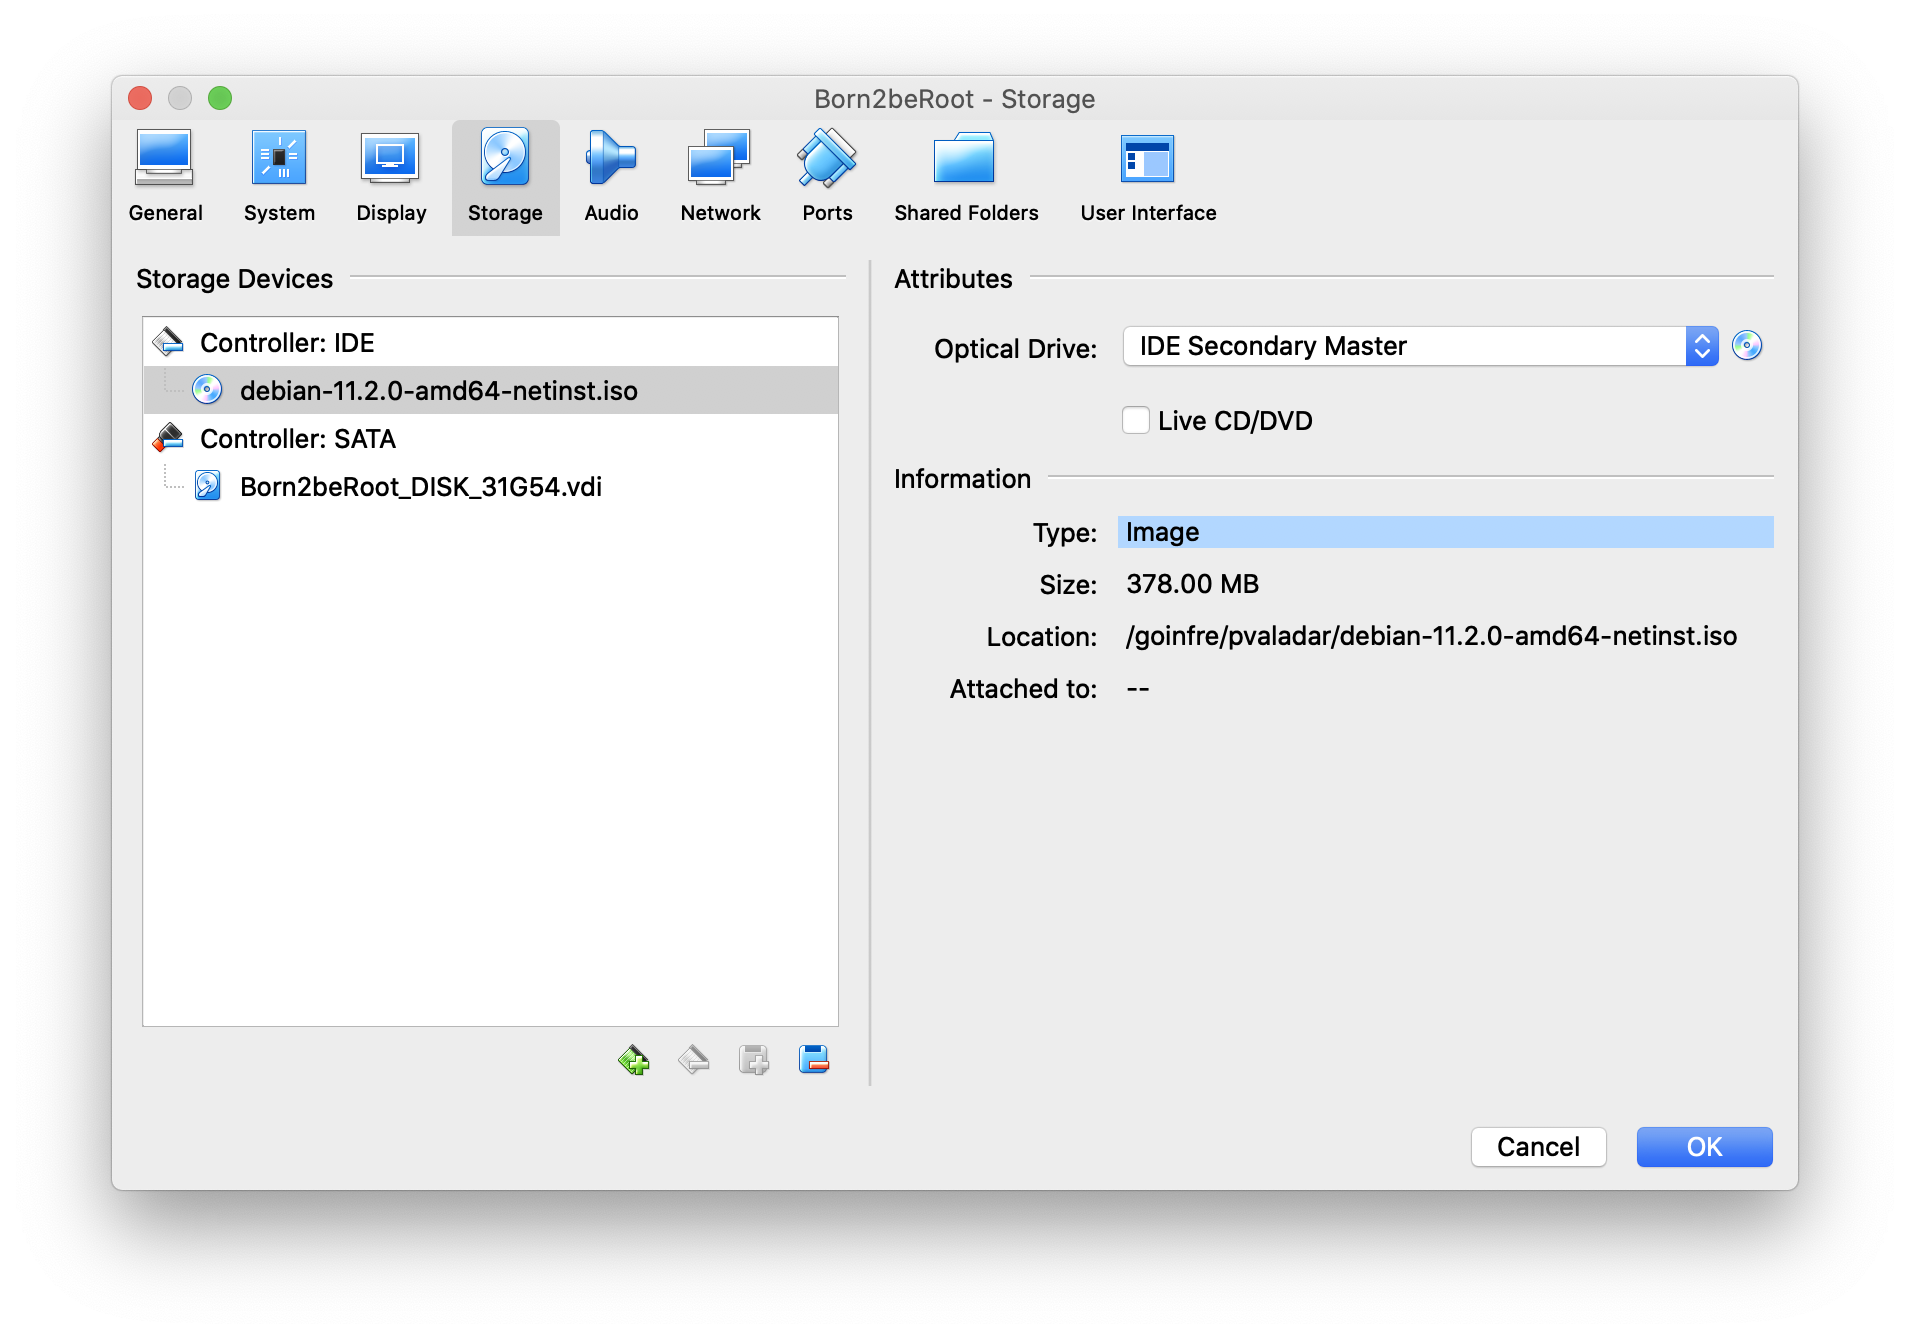 Born2beRoot - Storage
General System Display Storage Audio Network Ports Shared Folders User Interface
Storage Devices
Controller: IDE
debian-11.2.0-amd64-netinst.iso
Controller: SATA
Born2beRoot_DISK_31G54.vdi
Attributes
Optical Drive: IDE Secondary Master
Live CD/DVD
Information
Type: Image
Size: 378.00 MB
Location: /goinfre/pvaladar/debian-11.2.0-amd64-netinst.iso
Attached to: --
Cancel OK